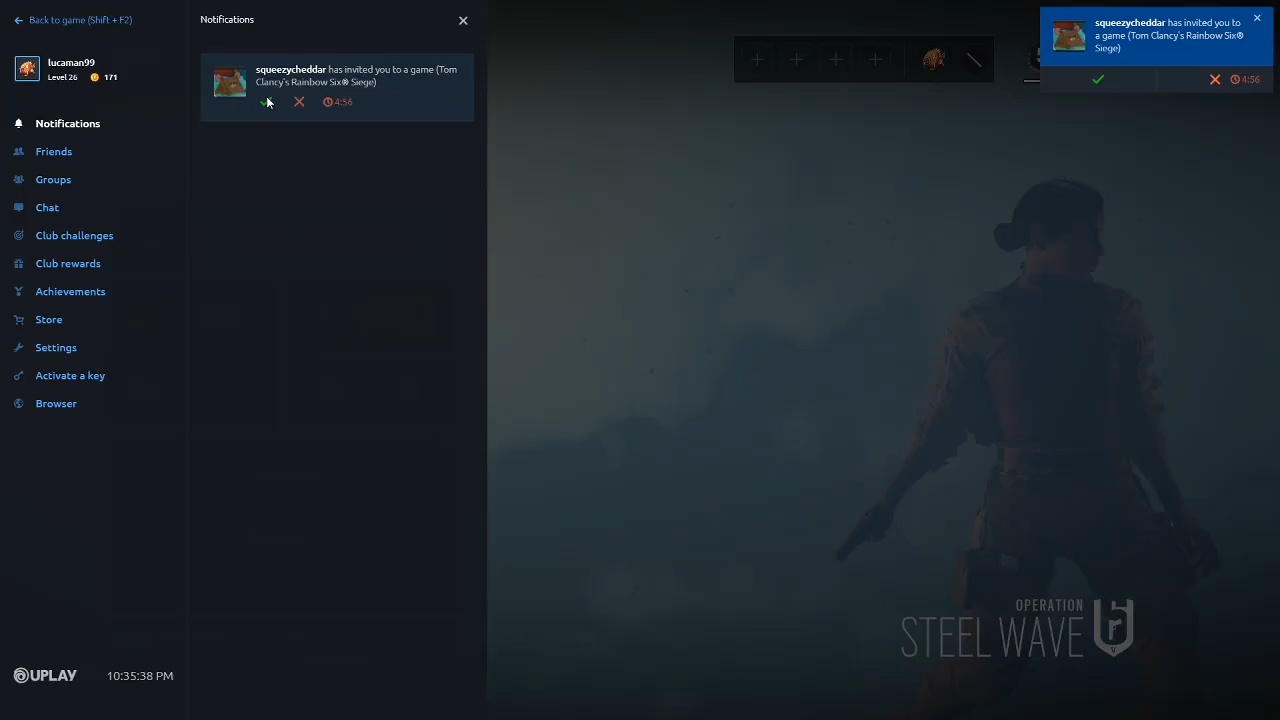 Back to game (Shift + F2)
lucaman99
Level 26 171
Notifications
Friends
Groups
Chat
Club challenges
Club rewards
Achievements
Store
Settings
Activate a key
Browser
UPLAY 10:35:38 PM
Notifications
squeezycheddar has invited you to a game (Tom
Clancy's Rainbow Six® Siege)
4:56
squeezycheddar has invited you to
a game (Tom Clancy's Rainbow Six®
Siege)
4:56
OPERATION
STEEL WAVE